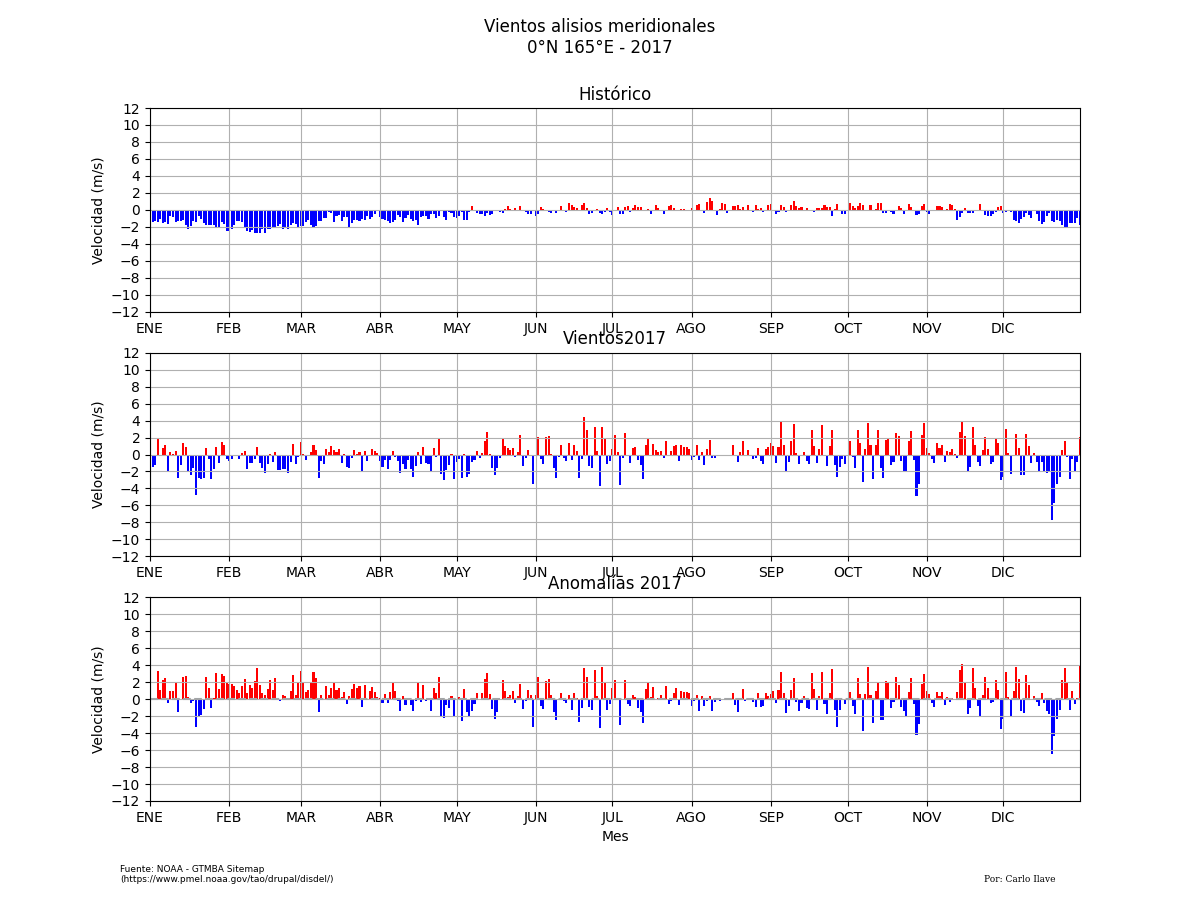 Vientos alisios meridionales
0°N 165°E - 2017
Histórico
12
10
8
6
4
2
0
−2
−4
−6
−8
−10
−12
Velocidad (m/s)
ENE FEB MAR ABR MAY JUN JUL AGO SEP OCT NOV DIC
Vientos2017
12
10
8
6
4
2
0
−2
−4
−6
−8
−10
−12
Velocidad (m/s)
ENE FEB MAR ABR MAY JUN JUL AGO SEP OCT NOV DIC
Anomalías 2017
12
10
8
6
4
2
0
−2
−4
−6
−8
−10
−12
Velocidad (m/s)
ENE FEB MAR ABR MAY JUN JUL AGO SEP OCT NOV DIC
Mes
Fuente: NOAA - GTMBA Sitemap
(https://www.pmel.noaa.gov/tao/drupal/disdel/)
Por: Carlo Ilave